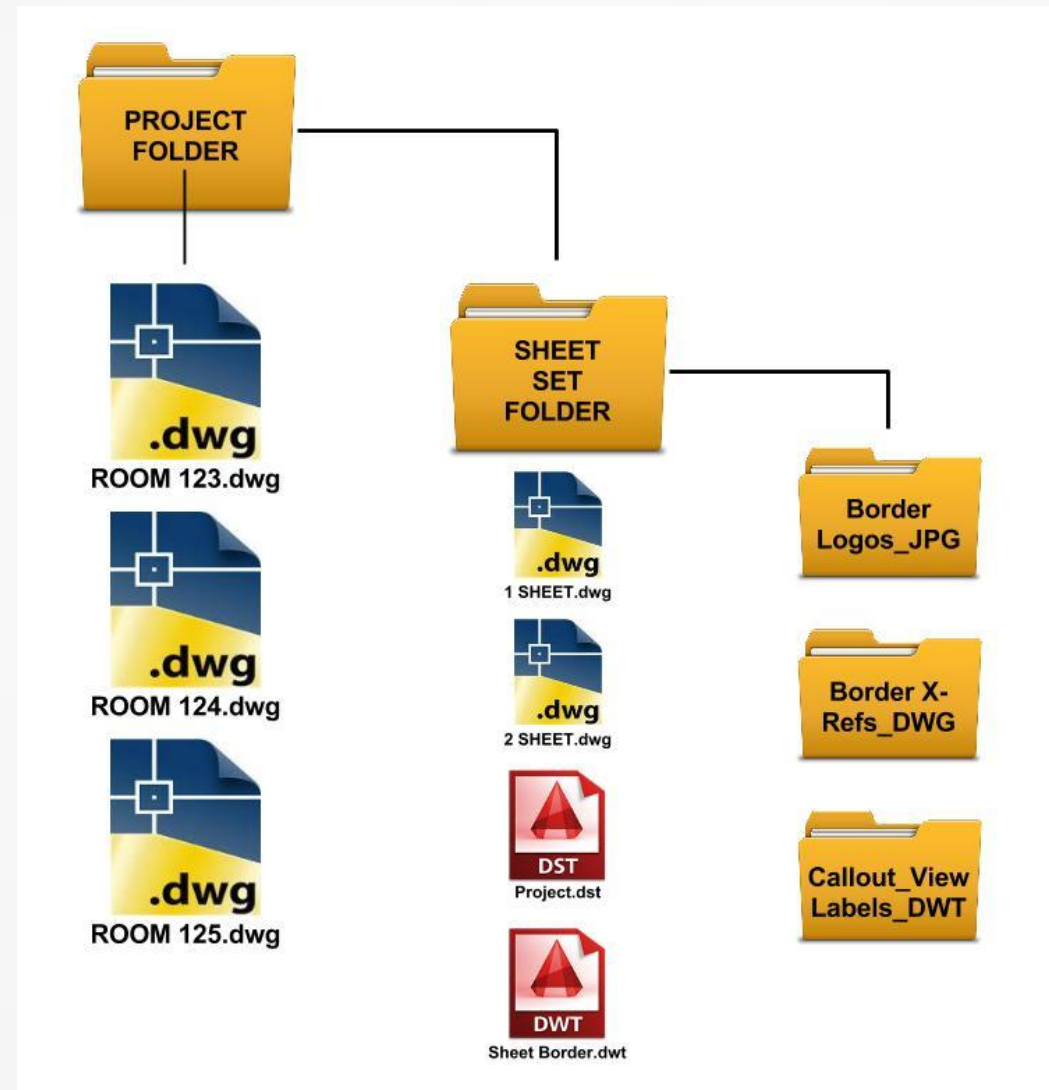 PROJECT
FOLDER
.dwg
ROOM 123.dwg
.dwg
ROOM 124.dwg
.dwg
ROOM 125.dwg
SHEET
SET
FOLDER
.dwg
1 SHEET.dwg
.dwg
2 SHEET.dwg
DST
Project.dst
DWT
Sheet Border.dwt
Border
Logos_JPG
Border X-
Refs_DWG
Callout_View
Labels_DWT